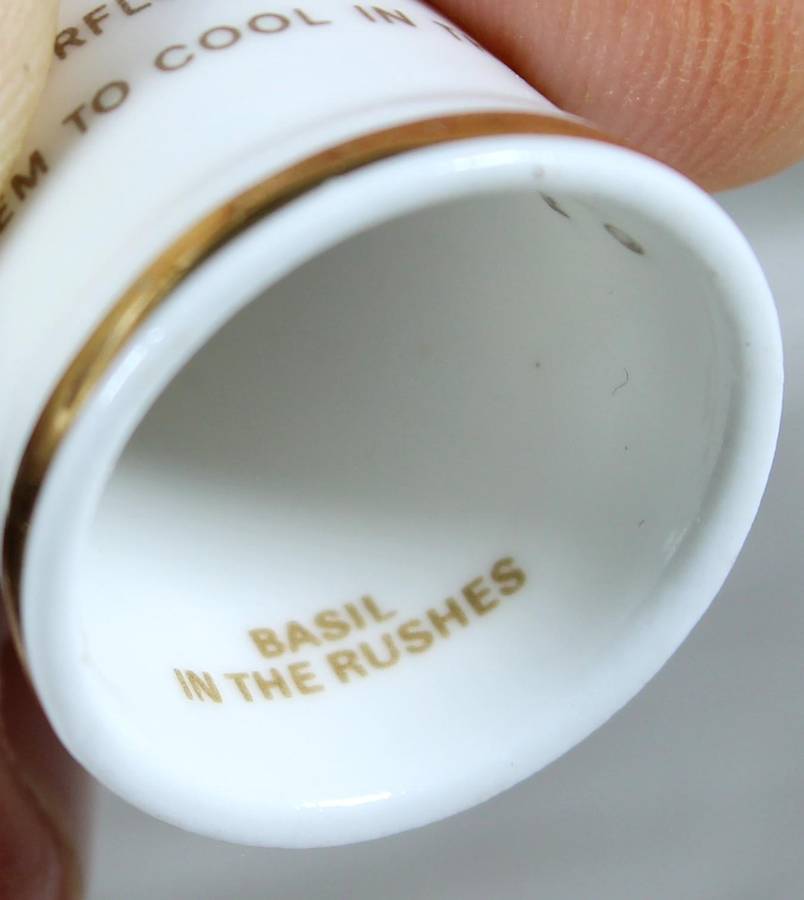 TO COOL IN
BASIL
IN THE RUSHES